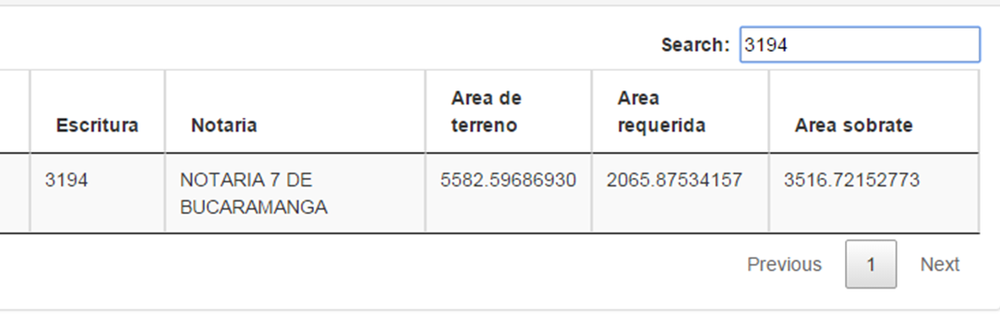 Search: 3194
Escritura Notaria Area de terreno Area requerida Area sobrate
3194 NOTARIA 7 DE BUCARAMANGA 5582.59686930 2065.87534157 3516.72152773
Previous 1 Next